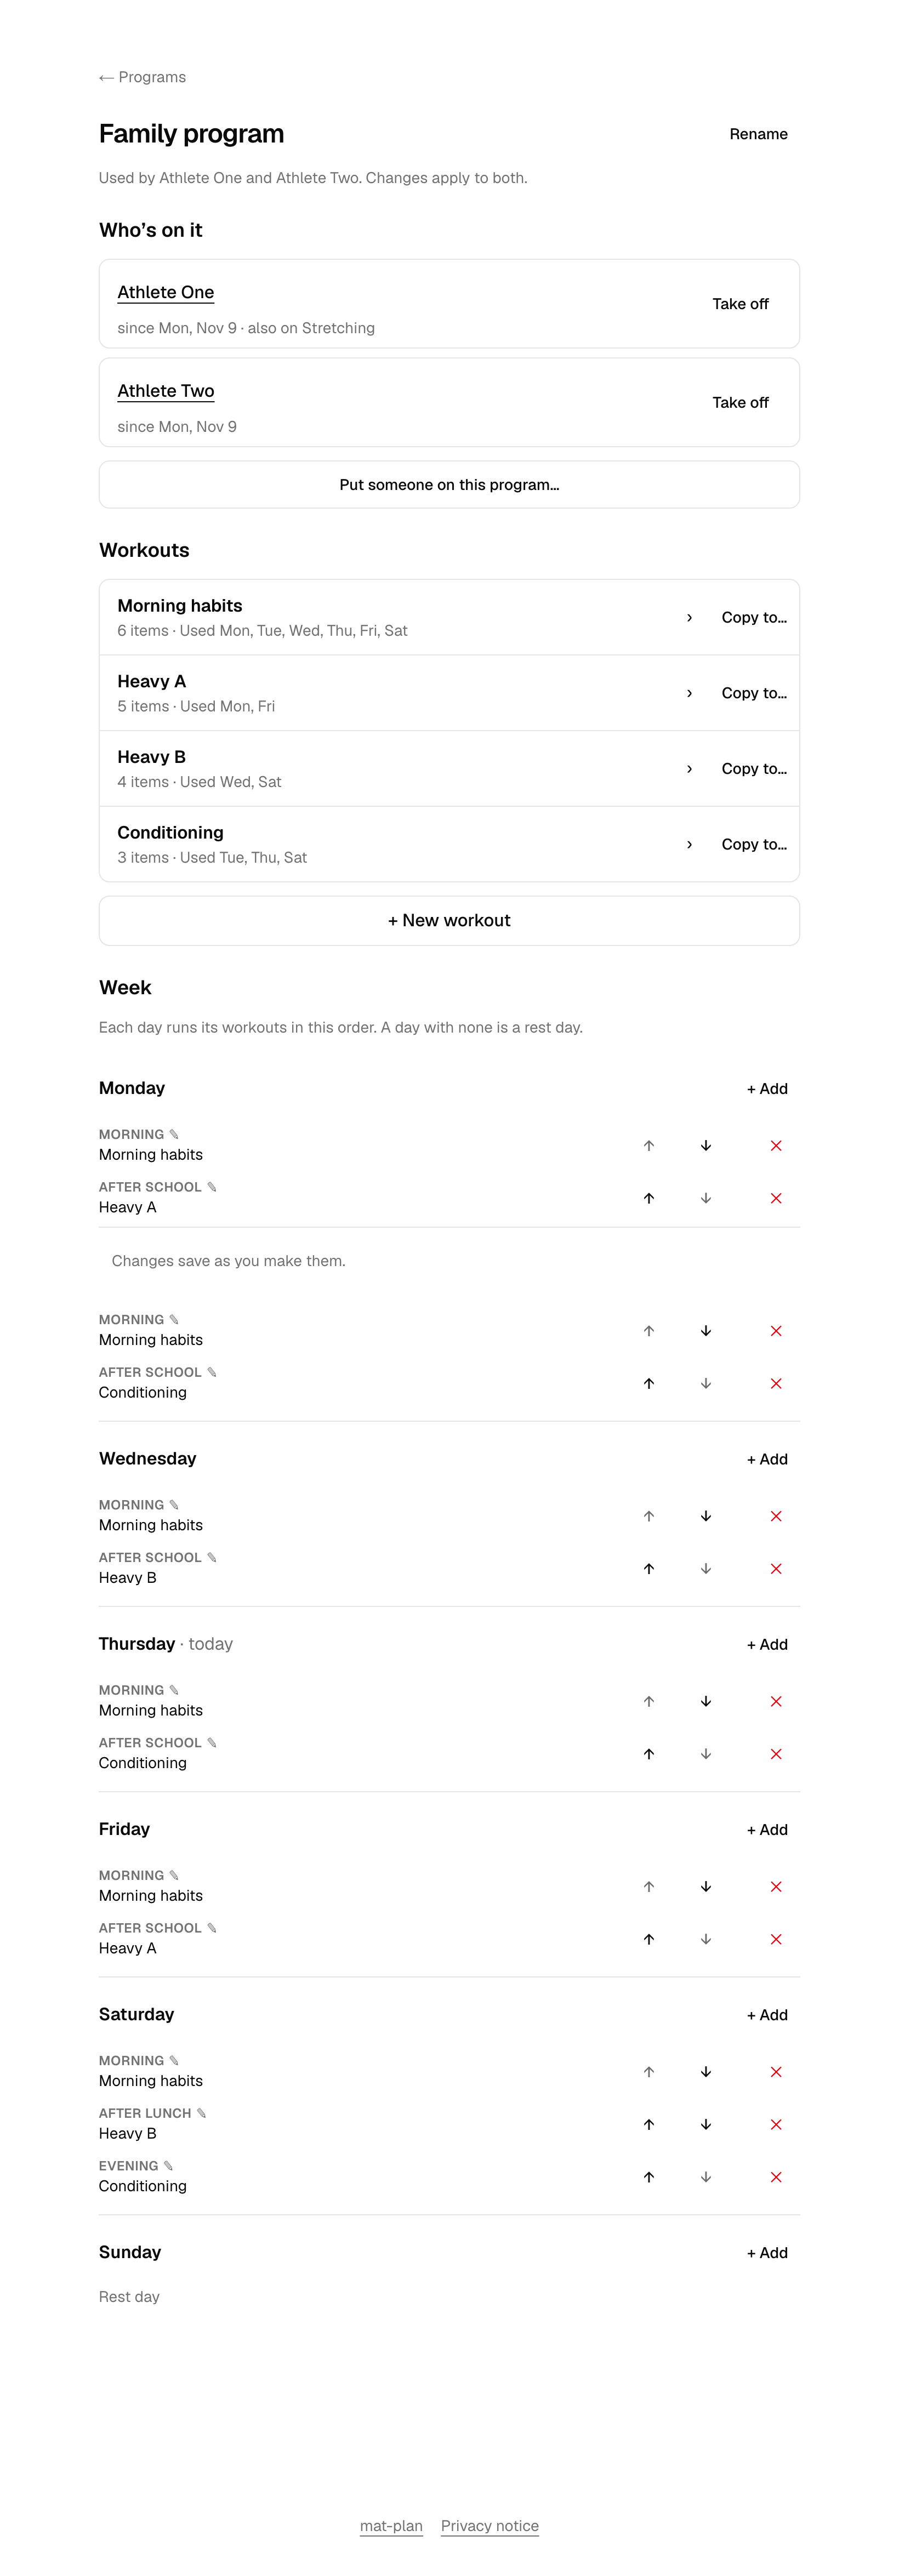 ← Programs
Family program
Rename
Used by Athlete One and Athlete Two. Changes apply to both.
Who’s on it
Athlete One
since Mon, Nov 9 · also on Stretching
Take off
Athlete Two
since Mon, Nov 9
Take off
Put someone on this program…
Workouts
Morning habits
6 items · Used Mon, Tue, Wed, Thu, Fri, Sat
› Copy to…
Heavy A
5 items · Used Mon, Fri
› Copy to…
Heavy B
4 items · Used Wed, Sat
› Copy to…
Conditioning
3 items · Used Tue, Thu, Sat
› Copy to…
+ New workout
Week
Each day runs its workouts in this order. A day with none is a rest day.
Monday
+ Add
MORNING ✎
Morning habits
↑ ↓ ×
AFTER SCHOOL ✎
Heavy A
↑ ↓ ×
Changes save as you make them.
MORNING ✎
Morning habits
↑ ↓ ×
AFTER SCHOOL ✎
Conditioning
↑ ↓ ×
Wednesday
+ Add
MORNING ✎
Morning habits
↑ ↓ ×
AFTER SCHOOL ✎
Heavy B
↑ ↓ ×
Thursday · today
+ Add
MORNING ✎
Morning habits
↑ ↓ ×
AFTER SCHOOL ✎
Conditioning
↑ ↓ ×
Friday
+ Add
MORNING ✎
Morning habits
↑ ↓ ×
AFTER SCHOOL ✎
Heavy A
↑ ↓ ×
Saturday
+ Add
MORNING ✎
Morning habits
↑ ↓ ×
AFTER LUNCH ✎
Heavy B
↑ ↓ ×
EVENING ✎
Conditioning
↑ ↓ ×
Sunday
+ Add
Rest day
mat-plan Privacy notice